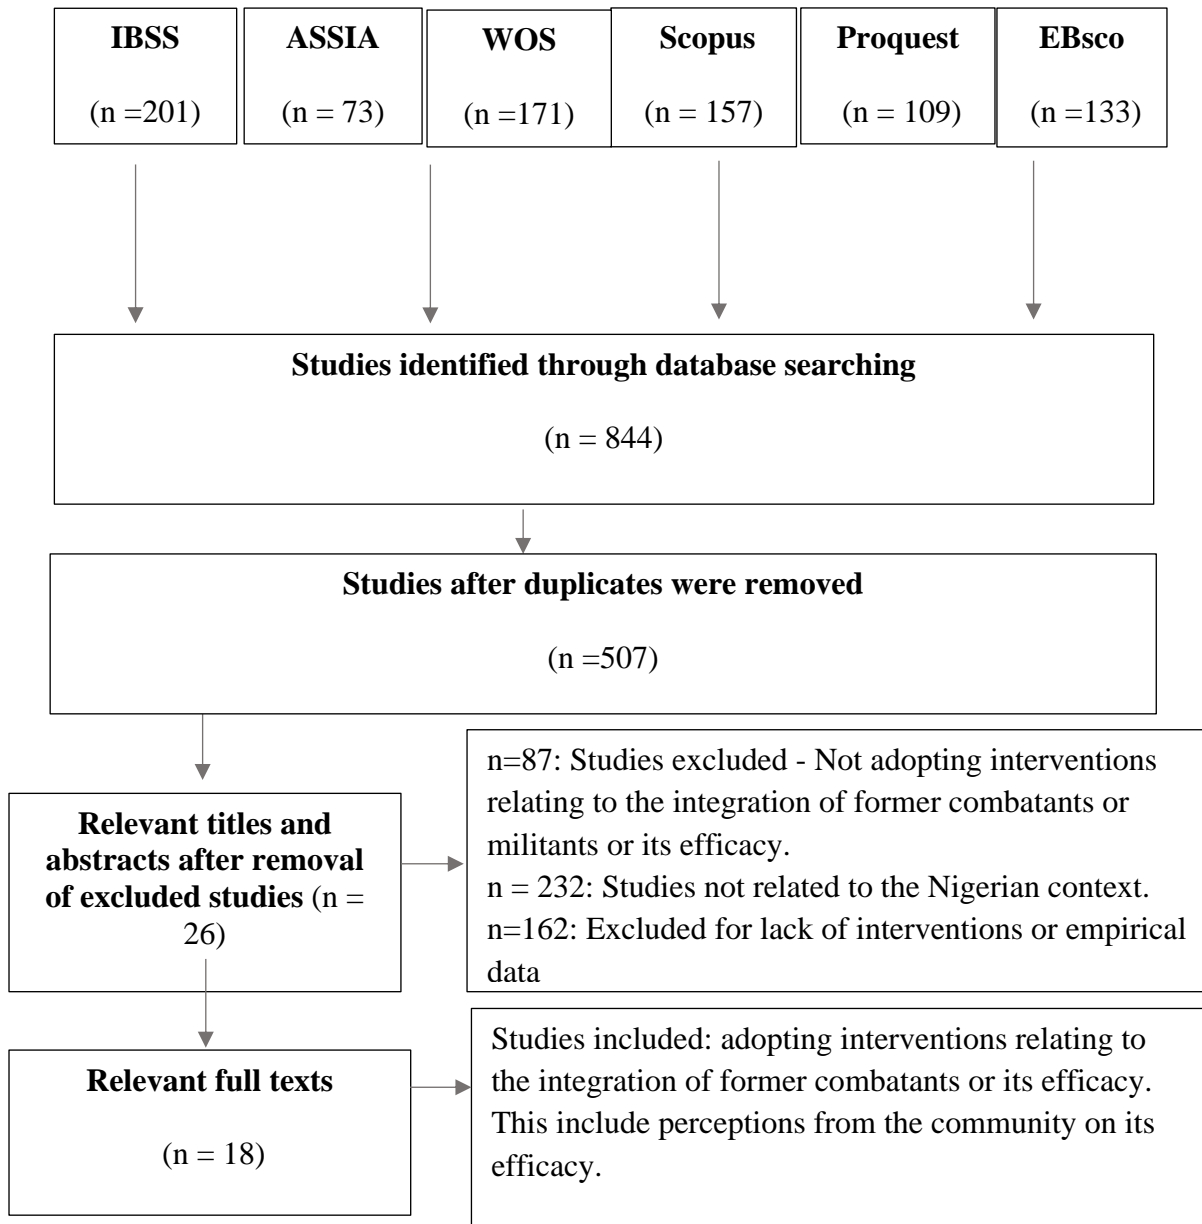 IBSS
(n =201)
ASSIA
(n = 73)
WOS
(n =171)
Scopus
(n = 157)
Proquest
(n = 109)
EBsco
(n =133)
Studies identified through database searching
(n = 844)
Studies after duplicates were removed
(n =507)
Relevant titles and
abstracts after removal
of excluded studies (n =
26)
n=87: Studies excluded - Not adopting interventions
relating to the integration of former combatants or
militants or its efficacy.
n = 232: Studies not related to the Nigerian context.
n=162: Excluded for lack of interventions or empirical
data
Relevant full texts
(n = 18)
Studies included: adopting interventions relating to
the integration of former combatants or its efficacy.
This include perceptions from the community on its
efficacy.